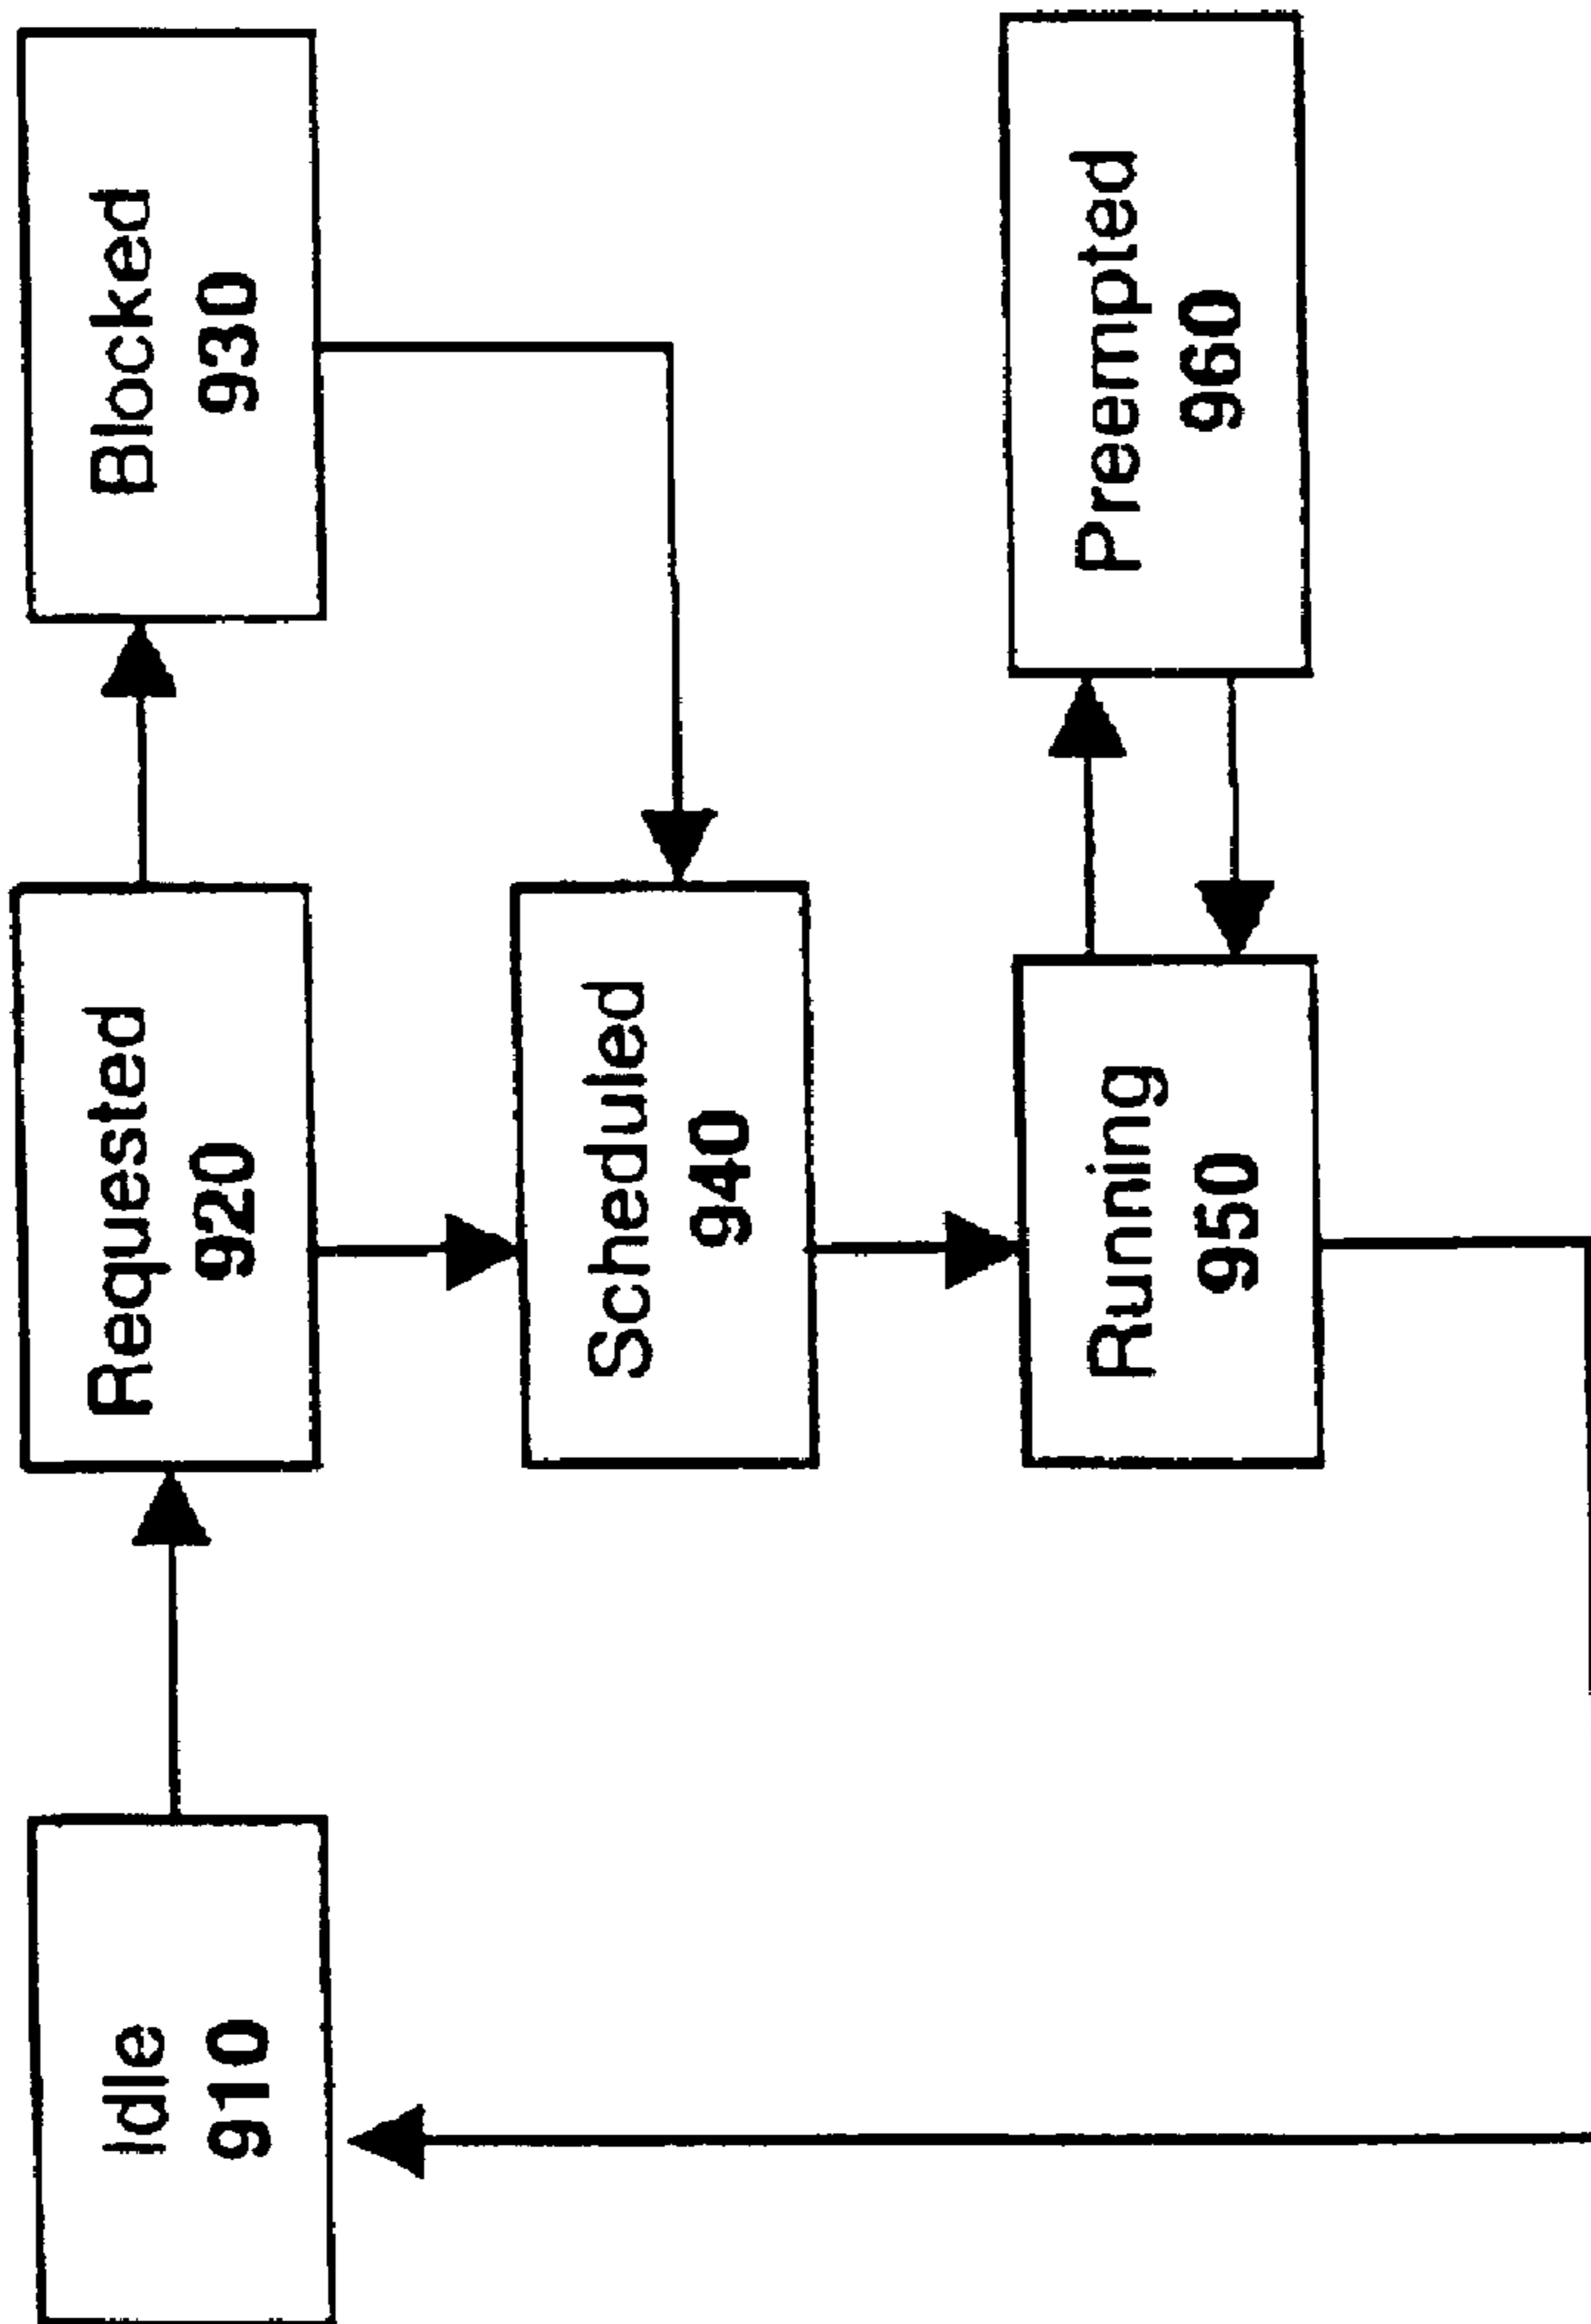 Idle
910
Requested
920
Blocked
930
Scheduled
940
Running
950
Preempted
960